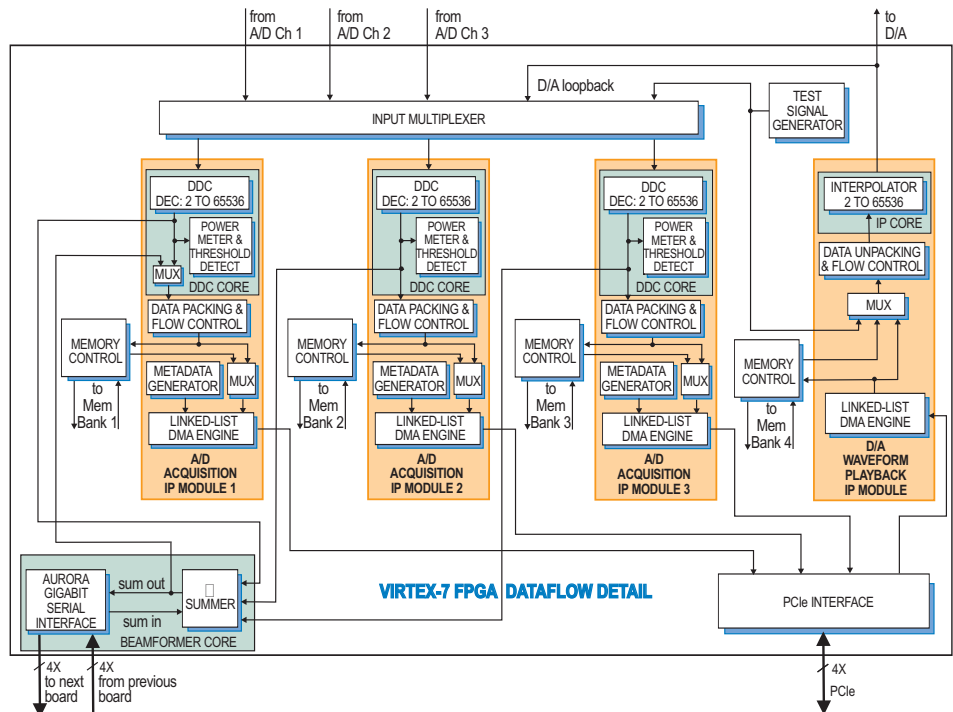 from
A/D Ch 1
from
A/D Ch 2
from
A/D Ch 3
to
D/A
D/A loopback
INPUT MULTIPLEXER
TEST
SIGNAL
GENERATOR
DDC
DEC: 2 TO 65536
POWER
METER &
THRESHOLD
DETECT
MUX
DDC CORE
DATA PACKING &
FLOW CONTROL
MEMORY
CONTROL
METADATA
GENERATOR
MUX
to
Mem
Bank 1
LINKED-LIST
DMA ENGINE
A/D
ACQUISITION
IP MODULE 1
DDC
DEC: 2 TO 65536
POWER
METER &
THRESHOLD
DETECT
DDC CORE
DATA PACKING &
FLOW CONTROL
MEMORY
CONTROL
METADATA
GENERATOR
MUX
to
Mem
Bank 2
LINKED-LIST
DMA ENGINE
A/D
ACQUISITION
IP MODULE 2
DDC
DEC: 2 TO 65536
POWER
METER &
THRESHOLD
DETECT
DDC CORE
DATA PACKING &
FLOW CONTROL
MEMORY
CONTROL
METADATA
GENERATOR
MUX
to
Mem
Bank 3
LINKED-LIST
DMA ENGINE
A/D
ACQUISITION
IP MODULE 3
INTERPOLATOR
2 TO 65536
IP CORE
DATA UNPACKING
& FLOW CONTROL
MUX
MEMORY
CONTROL
to
Mem
Bank 4
LINKED-LIST
DMA ENGINE
D/A
WAVEFORM
PLAYBACK
IP MODULE
AURORA
GIGABIT
SERIAL
INTERFACE
sum out
sum in
SUMMER
BEAMFORMER CORE
VIRTEX-7 FPGA DATAFLOW DETAIL
PCIe INTERFACE
4X
to next
board
4X
from previous
board
4X
PCIe